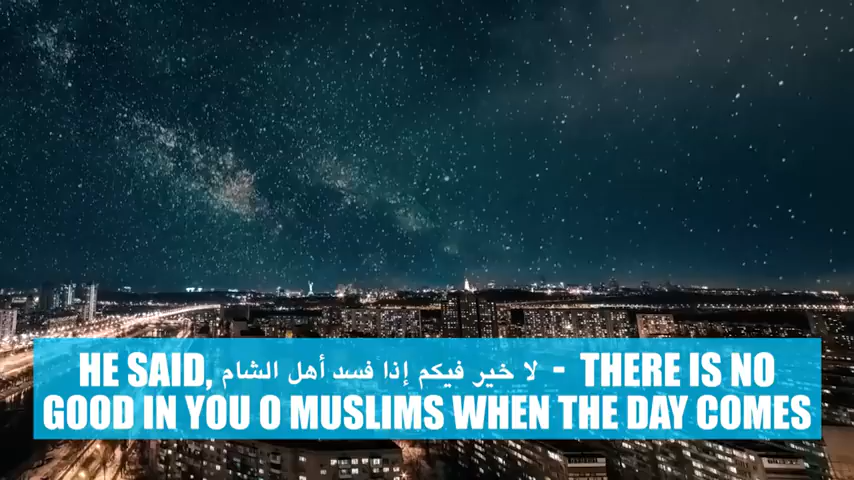 HE SAID, لا خير فيكم إذا فسد أهل الشام - THERE IS NO
GOOD IN YOU O MUSLIMS WHEN THE DAY COMES